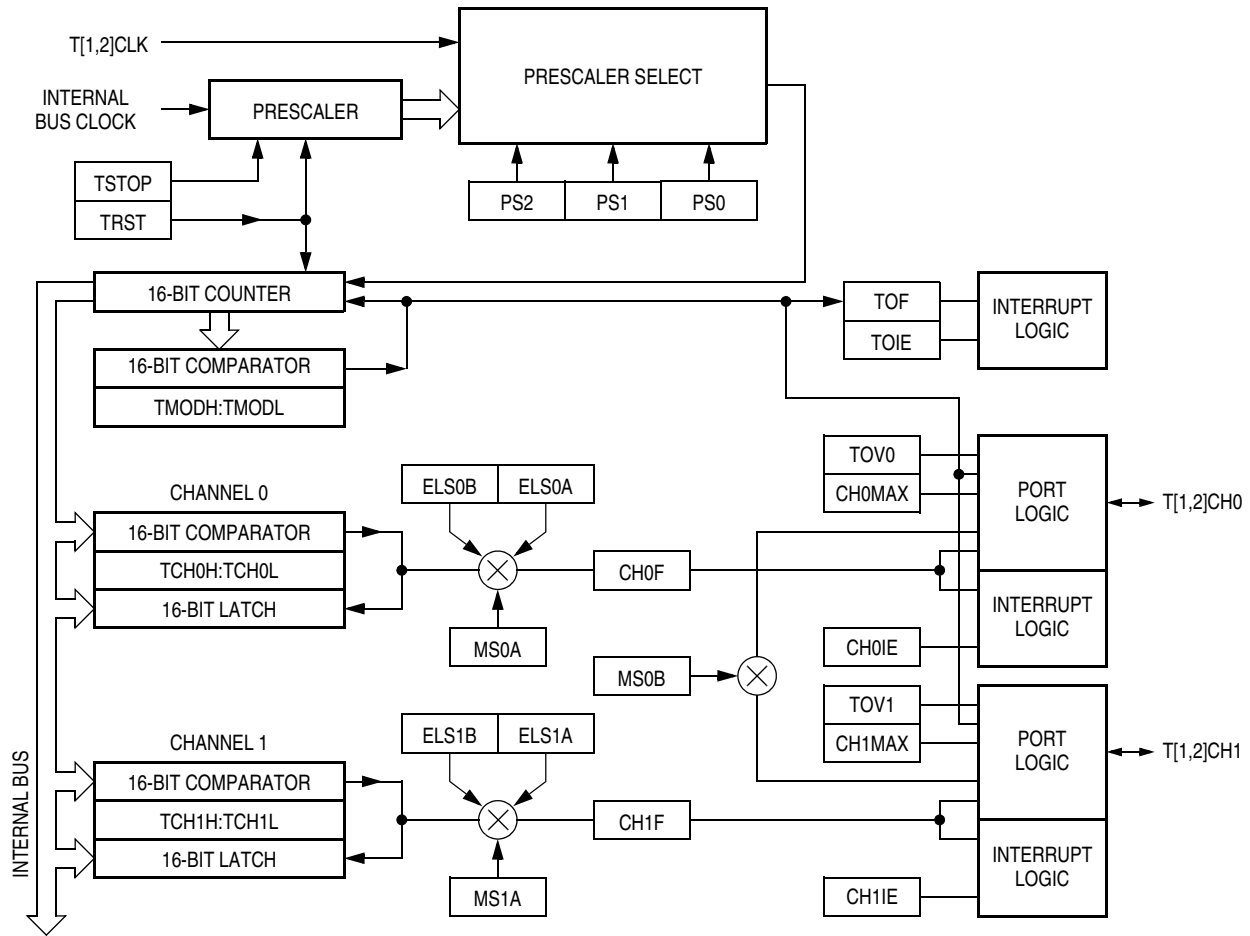 T[1,2]CLK
PRESCALER SELECT
INTERNAL
BUS CLOCK
PRESCALER
TSTOP
TRST
PS2
PS1
PS0
16-BIT COUNTER
TOF
TOIE
INTERRUPT
LOGIC
16-BIT COMPARATOR
TMODH:TMODL
CHANNEL 0
16-BIT COMPARATOR
TCH0H:TCH0L
16-BIT LATCH
ELS0B
ELS0A
MS0A
CH0F
TOV0
CH0MAX
PORT
LOGIC
T[1,2]CH0
INTERRUPT
LOGIC
CH0IE
MS0B
CHANNEL 1
16-BIT COMPARATOR
TCH1H:TCH1L
16-BIT LATCH
ELS1B
ELS1A
MS1A
CH1F
TOV1
CH1MAX
PORT
LOGIC
T[1,2]CH1
INTERRUPT
LOGIC
CH1IE
INTERNAL BUS